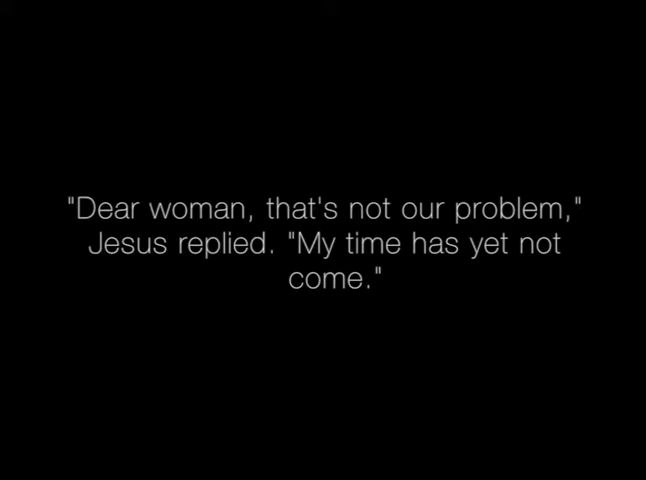 "Dear woman, that's not our problem,"
Jesus replied. "My time has yet not
come."